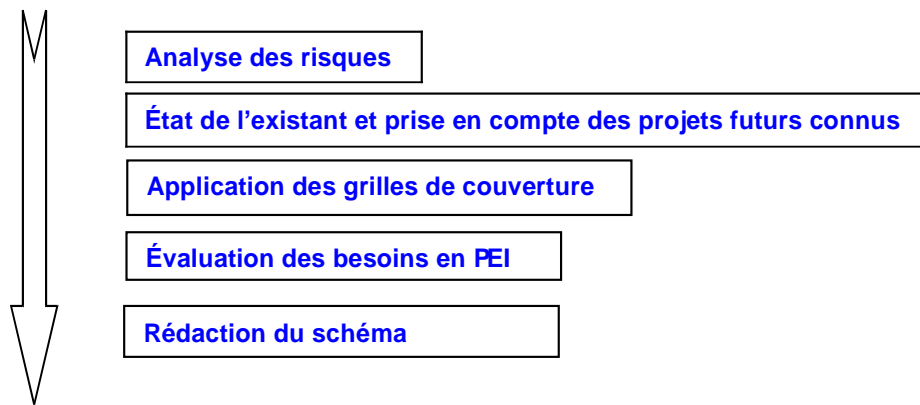 Analyse des risques
État de l’existant et prise en compte des projets futurs connus
Application des grilles de couverture
Évaluation des besoins en PEI
Rédaction du schéma